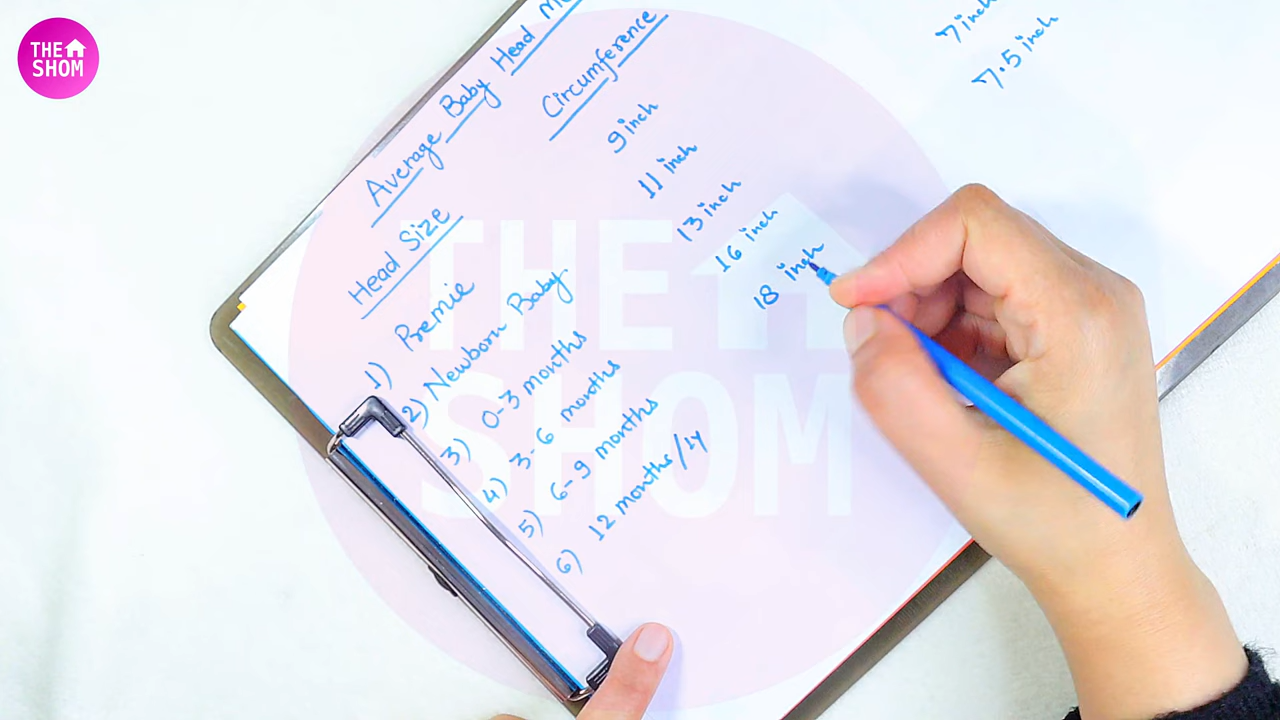 THE
SHOM
Average Baby Head
Head Size
Circumference
1) Premie
9 inch
2) Newborn Baby
11 inch
7 inch
3) 0-3 months
13 inch
7.5 inch
4) 3-6 months
16 inch
5) 6-9 months
18 inch
6) 12 months/1y
THE
SHOM